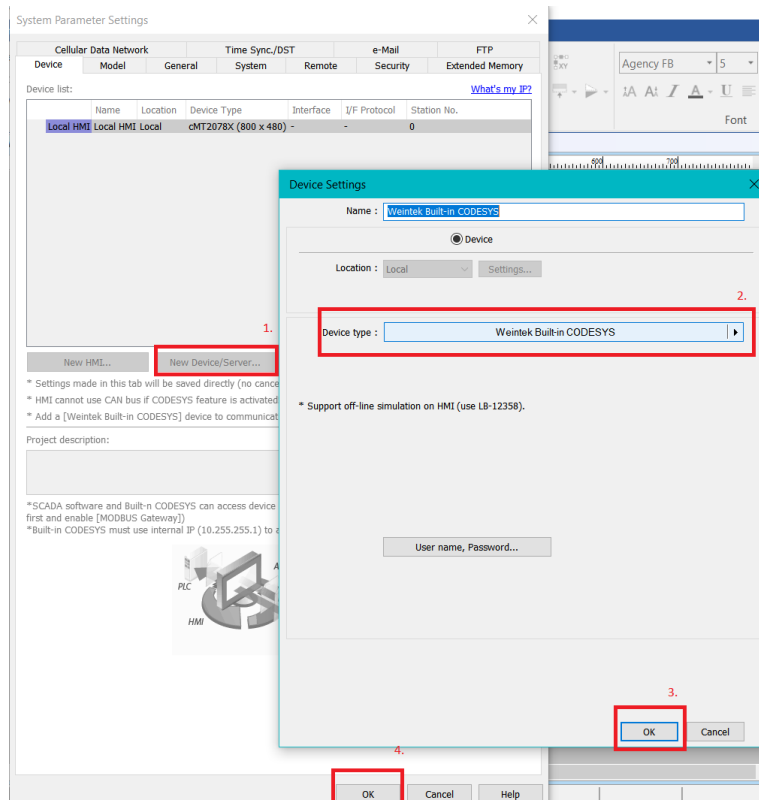 System Parameter Settings
Cellular Data Network Time Sync./DST e-Mail FTP
Device Model General System Remote Security Extended Memory
Device list: What's my IP?
Name Location Device Type Interface I/F Protocol Station No.
Local HMI Local HMI Local cMT2078X (800 x 480) - - 0
Agency FB 5
Font
600 700
Device Settings
Name : Weintek Built-in CODESYS
Device
Location : Local Settings...
2.
Device type : Weintek Built-in CODESYS
1.
New HMI... New Device/Server...
* Settings made in this tab will be saved directly (no cance
* HMI cannot use CAN bus if CODESYS feature is activated
* Add a [Weintek Built-in CODESYS] device to communicat
* Support off-line simulation on HMI (use LB-12358).
Project description:
*SCADA software and Built-n CODESYS can access device
first and enable [MODBUS Gateway])
*Built-in CODESYS must use internal IP (10.255.255.1) to a
User name, Password...
PLC
HMI
3.
OK Cancel
4.
OK Cancel Help